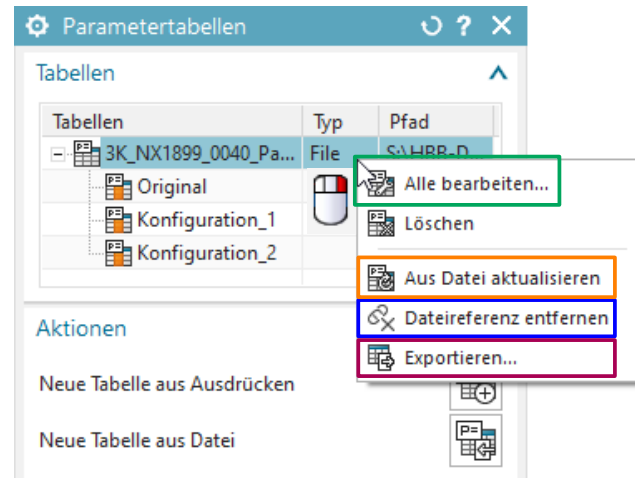 Parametertabellen
Tabellen
Tabellen Typ Pfad
3K_NX1899_0040_Pa... File S:\HBB-D...
Original
Konfiguration_1
Konfiguration_2
Alle bearbeiten...
Löschen
Aus Datei aktualisieren
Dateireferenz entfernen
Exportieren...
Aktionen
Neue Tabelle aus Ausdrücken
Neue Tabelle aus Datei